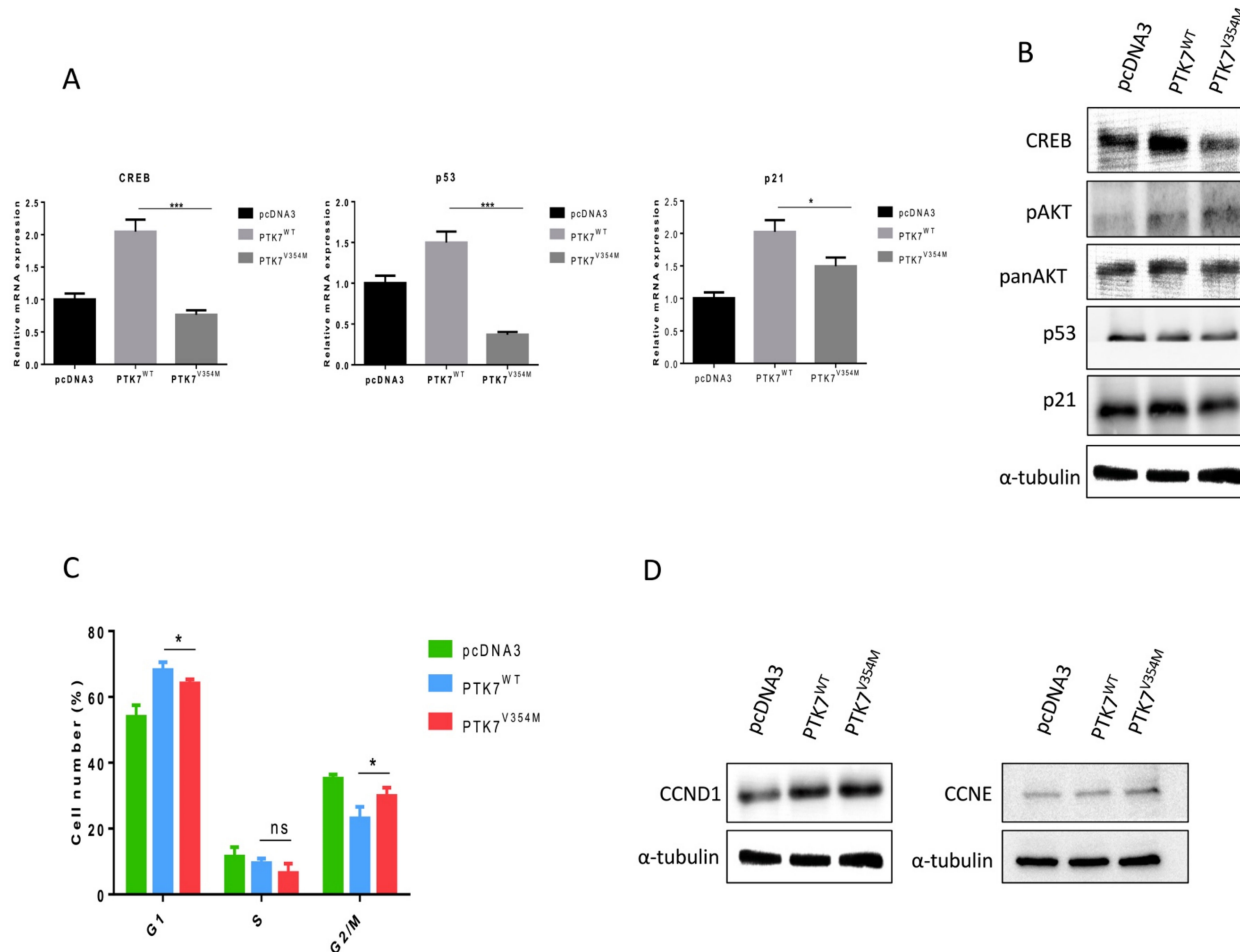 A
CREB
Relative mRNA expression
2.5
2.0
1.5
1.0
0.5
0.0
***
pcDNA3
PTK7WT
PTK7V354M
pcDNA3
PTK7WT
PTK7V354M
p53
Relative mRNA expression
2.0
1.5
1.0
0.5
0.0
***
pcDNA3
PTK7WT
PTK7V354M
pcDNA3
PTK7WT
PTK7V354M
p21
Relative mRNA expression
2.5
2.0
1.5
1.0
0.5
0.0
*
pcDNA3
PTK7WT
PTK7V354M
pcDNA3
PTK7WT
PTK7V354M
B
pcDNA3
PTK7WT
PTK7V354M
CREB
pAKT
panAKT
p53
p21
α-tubulin
C
Cell number (%)
80
60
40
20
0
*
ns
*
G1
S
G2/M
pcDNA3
PTK7WT
PTK7V354M
D
pcDNA3
PTK7WT
PTK7V354M
CCND1
α-tubulin
pcDNA3
PTK7WT
PTK7V354M
CCNE
α-tubulin